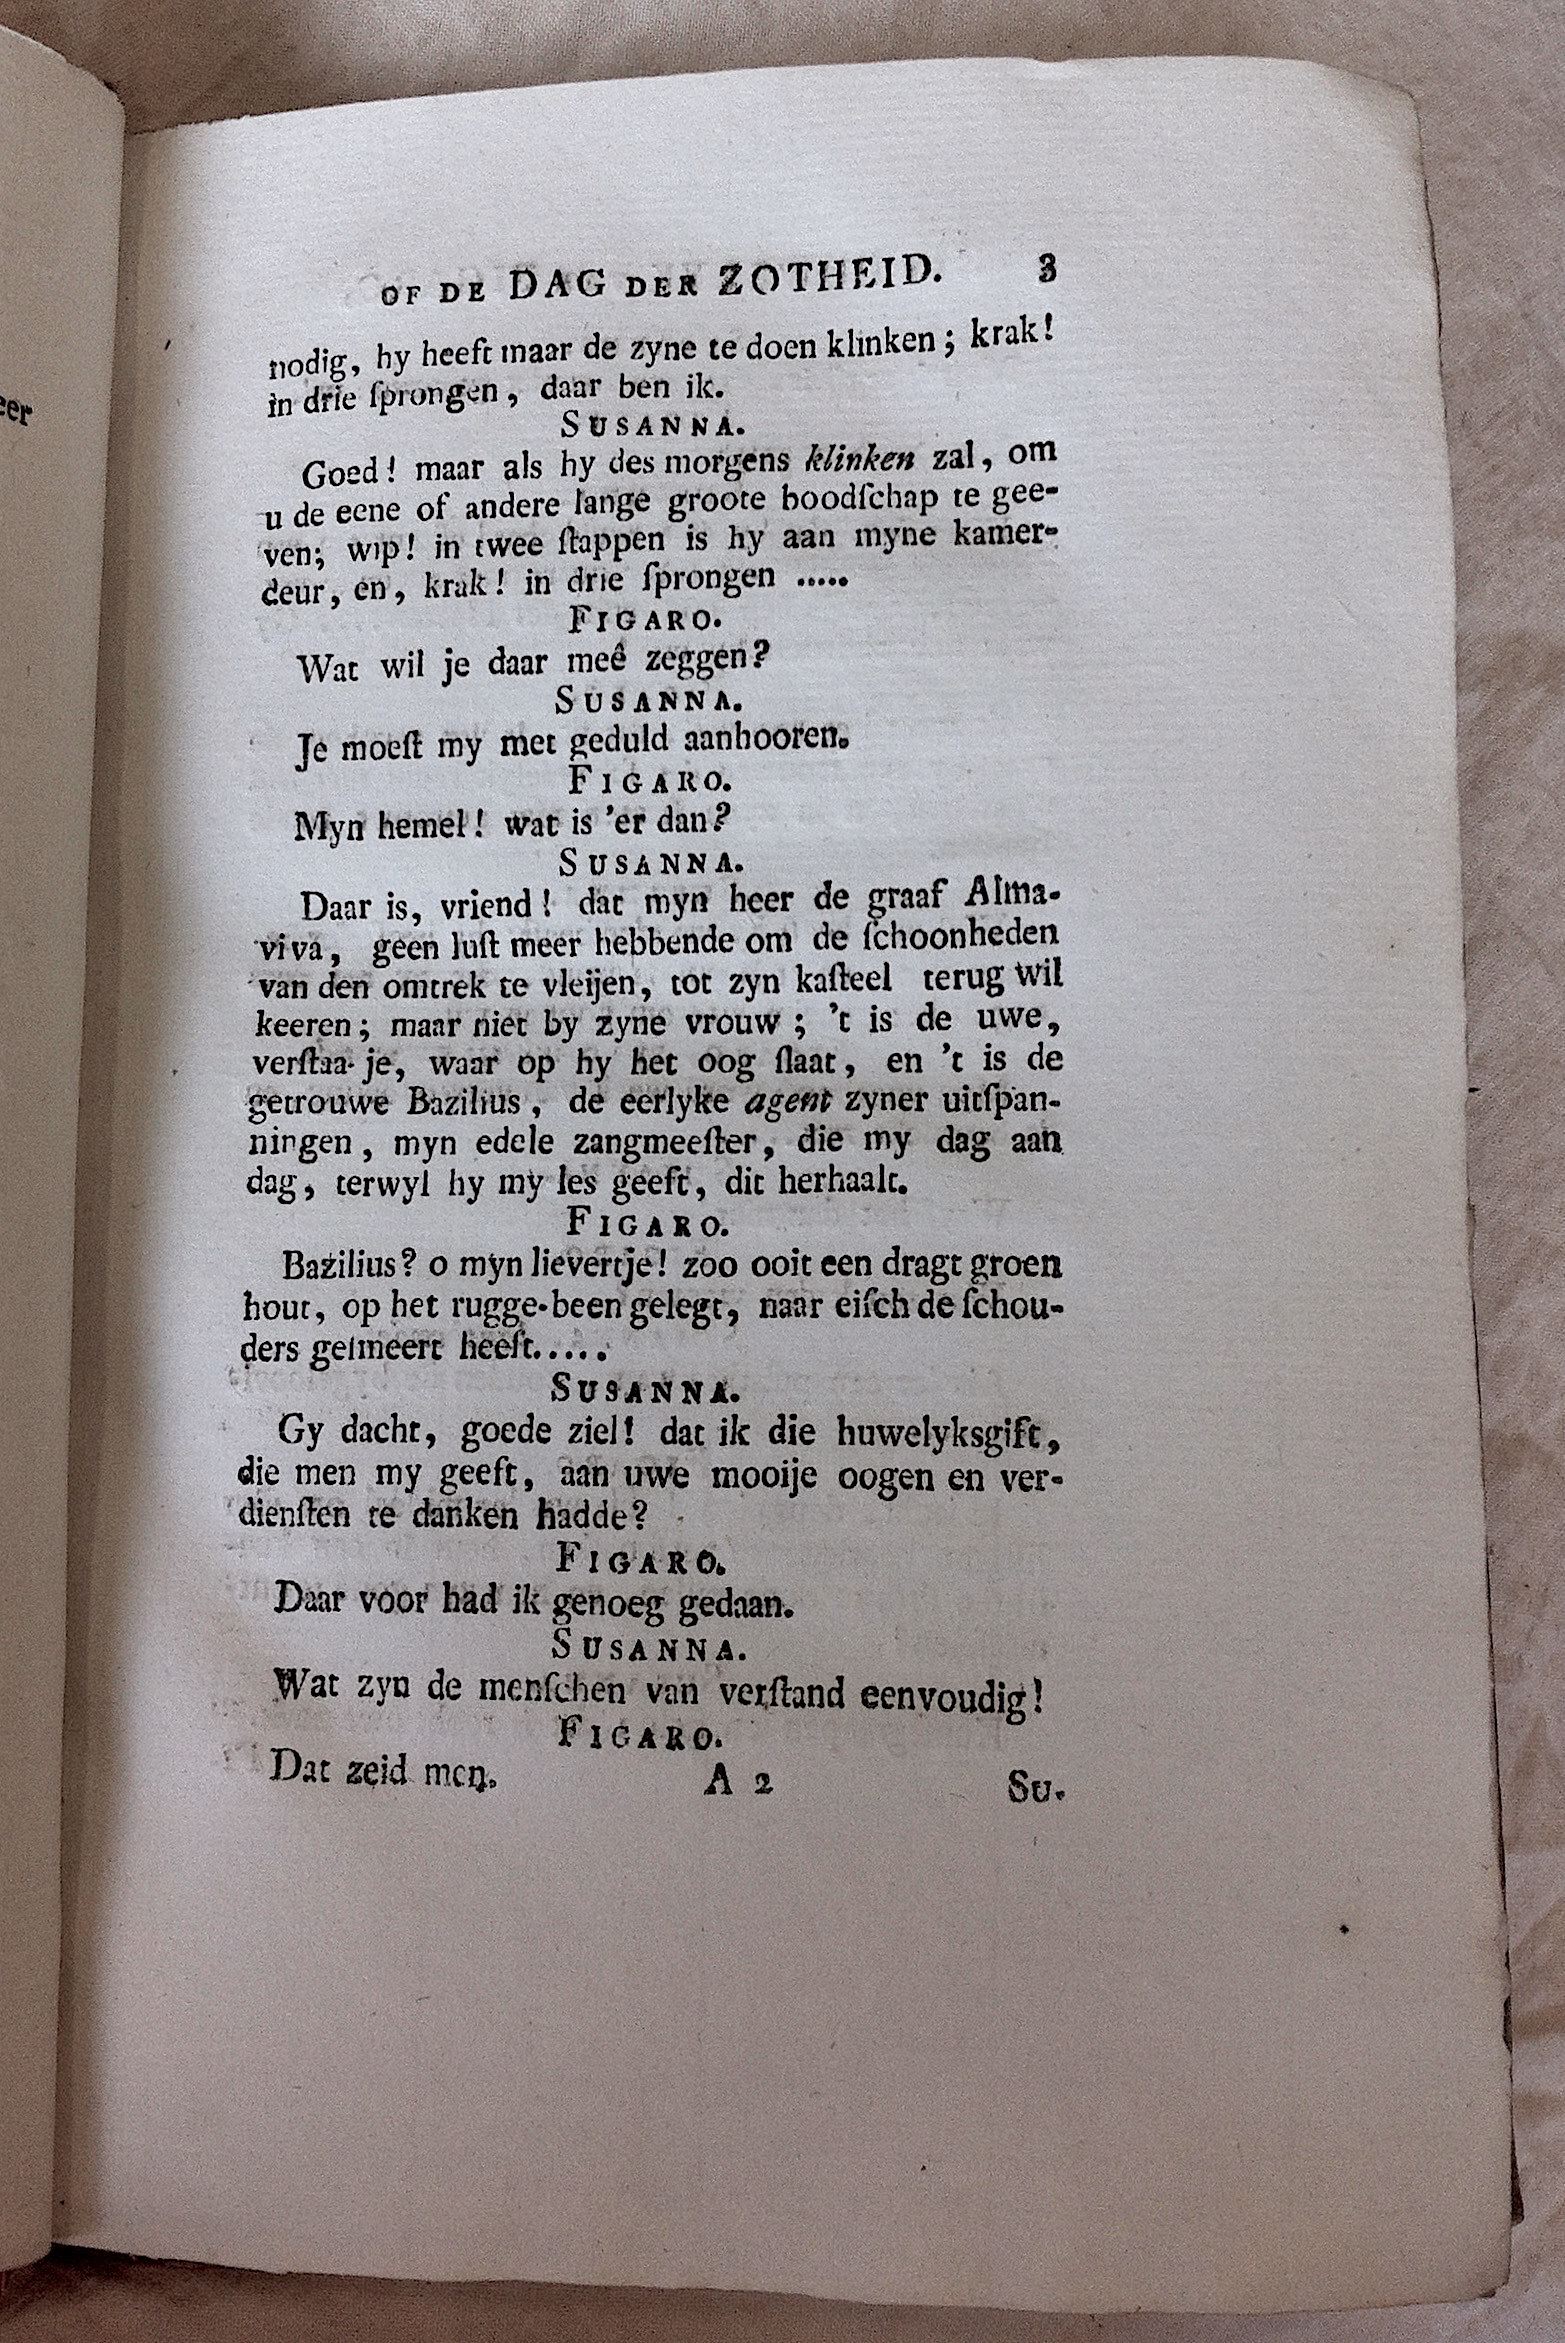 eer
OF DE DAG DER ZOTHEID. 3
nodig, hy heeft maar de zyne te doen klinken; krak!
in drie ſprongen, daar ben ik.
SUSANNA.
Goed! maar als hy des morgens klinken zal, om
u de eene of andere lange groote boodſchap te gee-
ven; wip! in twee ſtappen is hy aan myne kamer-
deur, en, krak! in drie ſprongen .....
FIGARO.
Wat wil je daar meê zeggen?
SUSANNA.
Je moeſt my met geduld aanhooren.
FIGARO.
Myn hemel! wat is 'er dan?
SUSANNA.
Daar is, vriend! dat myn heer de graaf Alma-
viva, geen luſt meer hebbende om de ſchoonheden
van den omtrek te vleijen, tot zyn kaſteel terug wil
keeren; maar niet by zyne vrouw; 't is de uwe,
verſtaa-je, waar op hy het oog ſlaat, en 't is de
getrouwe Bazilius, de eerlyke agent zyner uitſpan-
ningen, myn edele zangmeeſter, die my dag aan
dag, terwyl hy my les geeft, dit herhaalt.
FIGARO.
Bazilius? o myn lievertje! zoo ooit een dragt groen
hout, op het rugge-been gelegt, naar eiſch de ſchou-
ders geſmeert heeft.....
SUSANNA.
Gy dacht, goede ziel! dat ik die huwelyksgift,
die men my geeft, aan uwe mooije oogen en ver-
dienſten te danken hadde?
FIGARO.
Daar voor had ik genoeg gedaan.
SUSANNA.
Wat zyn de menſchen van verſtand eenvoudig!
FIGARO.
Dat zeid men.
A 2 Su-